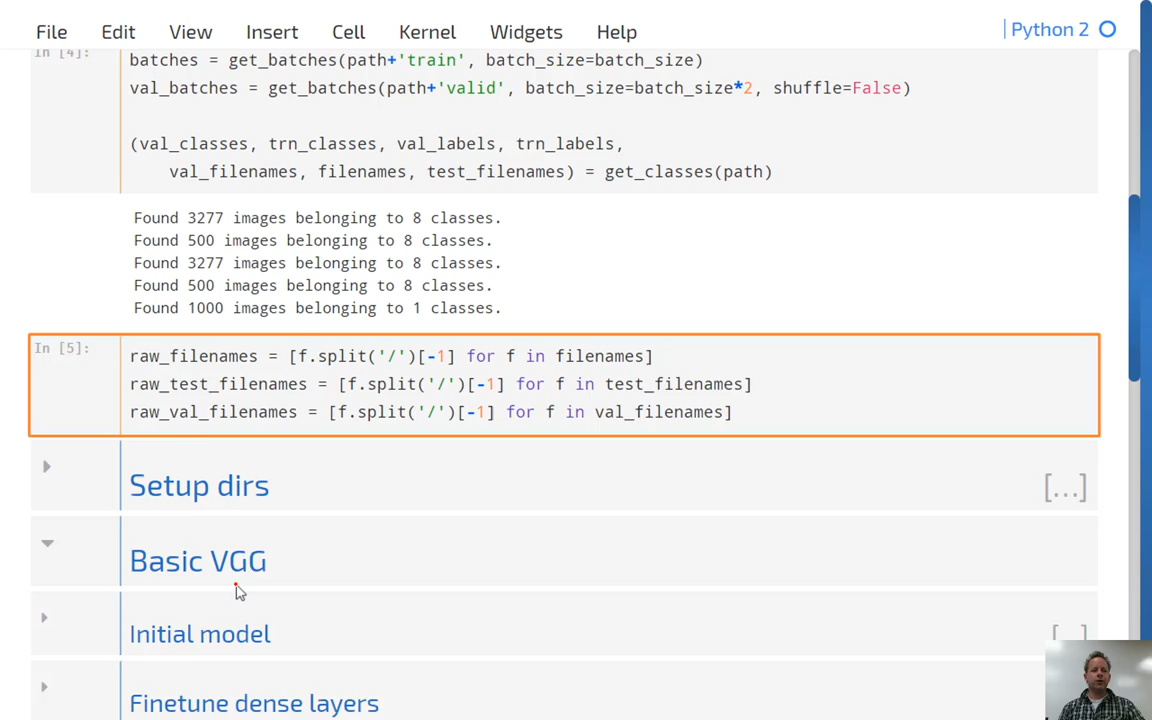 File Edit View Insert Cell Kernel Widgets Help Python 2
In [4]:
batches = get_batches(path+'train', batch_size=batch_size)
val_batches = get_batches(path+'valid', batch_size=batch_size*2, shuffle=False)
(val_classes, trn_classes, val_labels, trn_labels,
val_filenames, filenames, test_filenames) = get_classes(path)
Found 3277 images belonging to 8 classes.
Found 500 images belonging to 8 classes.
Found 3277 images belonging to 8 classes.
Found 500 images belonging to 8 classes.
Found 1000 images belonging to 1 classes.
In [5]:
raw_filenames = [f.split('/')[-1] for f in filenames]
raw_test_filenames = [f.split('/')[-1] for f in test_filenames]
raw_val_filenames = [f.split('/')[-1] for f in val_filenames]
Setup dirs [...]
Basic VGG
Initial model
Finetune dense layers